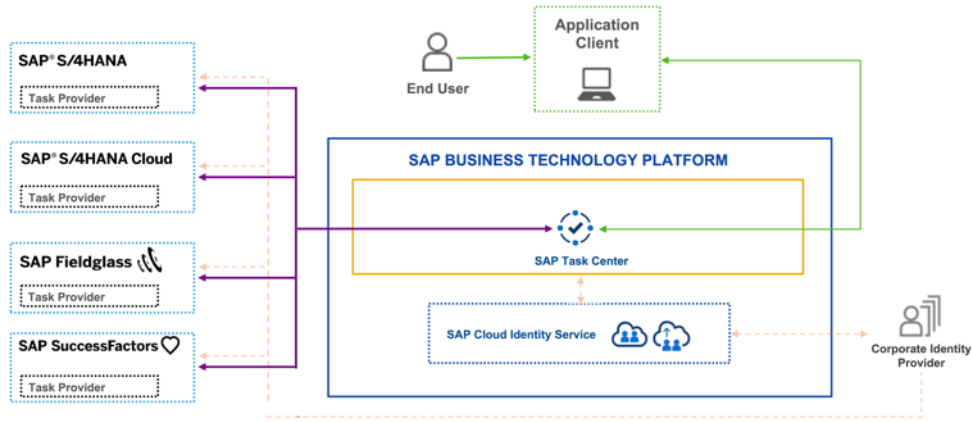 SAP® S/4HANA
Task Provider
SAP® S/4HANA Cloud
Task Provider
SAP Fieldglass
Task Provider
SAP SuccessFactors
Task Provider
End User
Application
Client
SAP BUSINESS TECHNOLOGY PLATFORM
SAP Task Center
SAP Cloud Identity Service
Corporate Identity
Provider